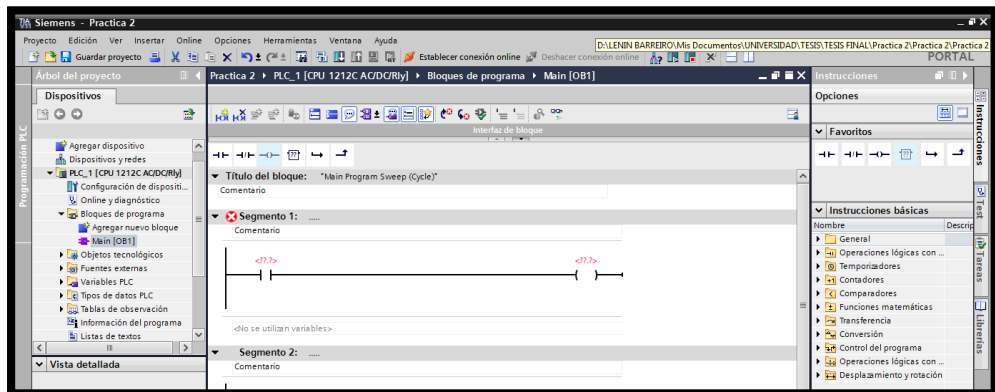 Siemens - Practica 2
Proyecto Edición Ver Insertar Online Opciones Herramientas Ventana Ayuda
D:\LENIN BARREIRO\Mis Documentos\UNIVERSIDAD\TESIS\TESIS FINAL\Practica 2\Practica 2\Practica 2
Guardar proyecto
Establecer conexión online
Deshacer conexión online
PORTAL
Árbol del proyecto
Practica 2 Practica 2 PLC_1 [CPU 1212C AC/DC/Rly] Bloques de programa Main [OB1]
Instrucciones
Dispositivos
Opciones
Programación PLC
Agregar dispositivo
Dispositivos y redes
PLC_1 [CPU 1212C AC/DC/Rly]
Configuración de dispositi...
Online y diagnóstico
Bloques de programa
Agregar nuevo bloque
Main [OB1]
Objetos tecnológicos
Fuentes externas
Variables PLC
Tipos de datos PLC
Tablas de observación
Información del programa
Listas de textos
Vista detallada
Interfaz de bloque
Título del bloque: "Main Program Sweep (Cycle)"
Comentario
Segmento 1: .....
Comentario
<??.?> <??.?>
<No se utilizan variables>
Segmento 2: .....
Comentario
Favoritos
Instrucciones básicas
Nombre Descrip
General
Operaciones lógicas con ...
Temporizadores
Contadores
Comparadores
Funciones matemáticas
Transferencia
Conversión
Control del programa
Operaciones lógicas con ...
Desplazamiento y rotación
Instrucciones
Test
Tareas
Librerías